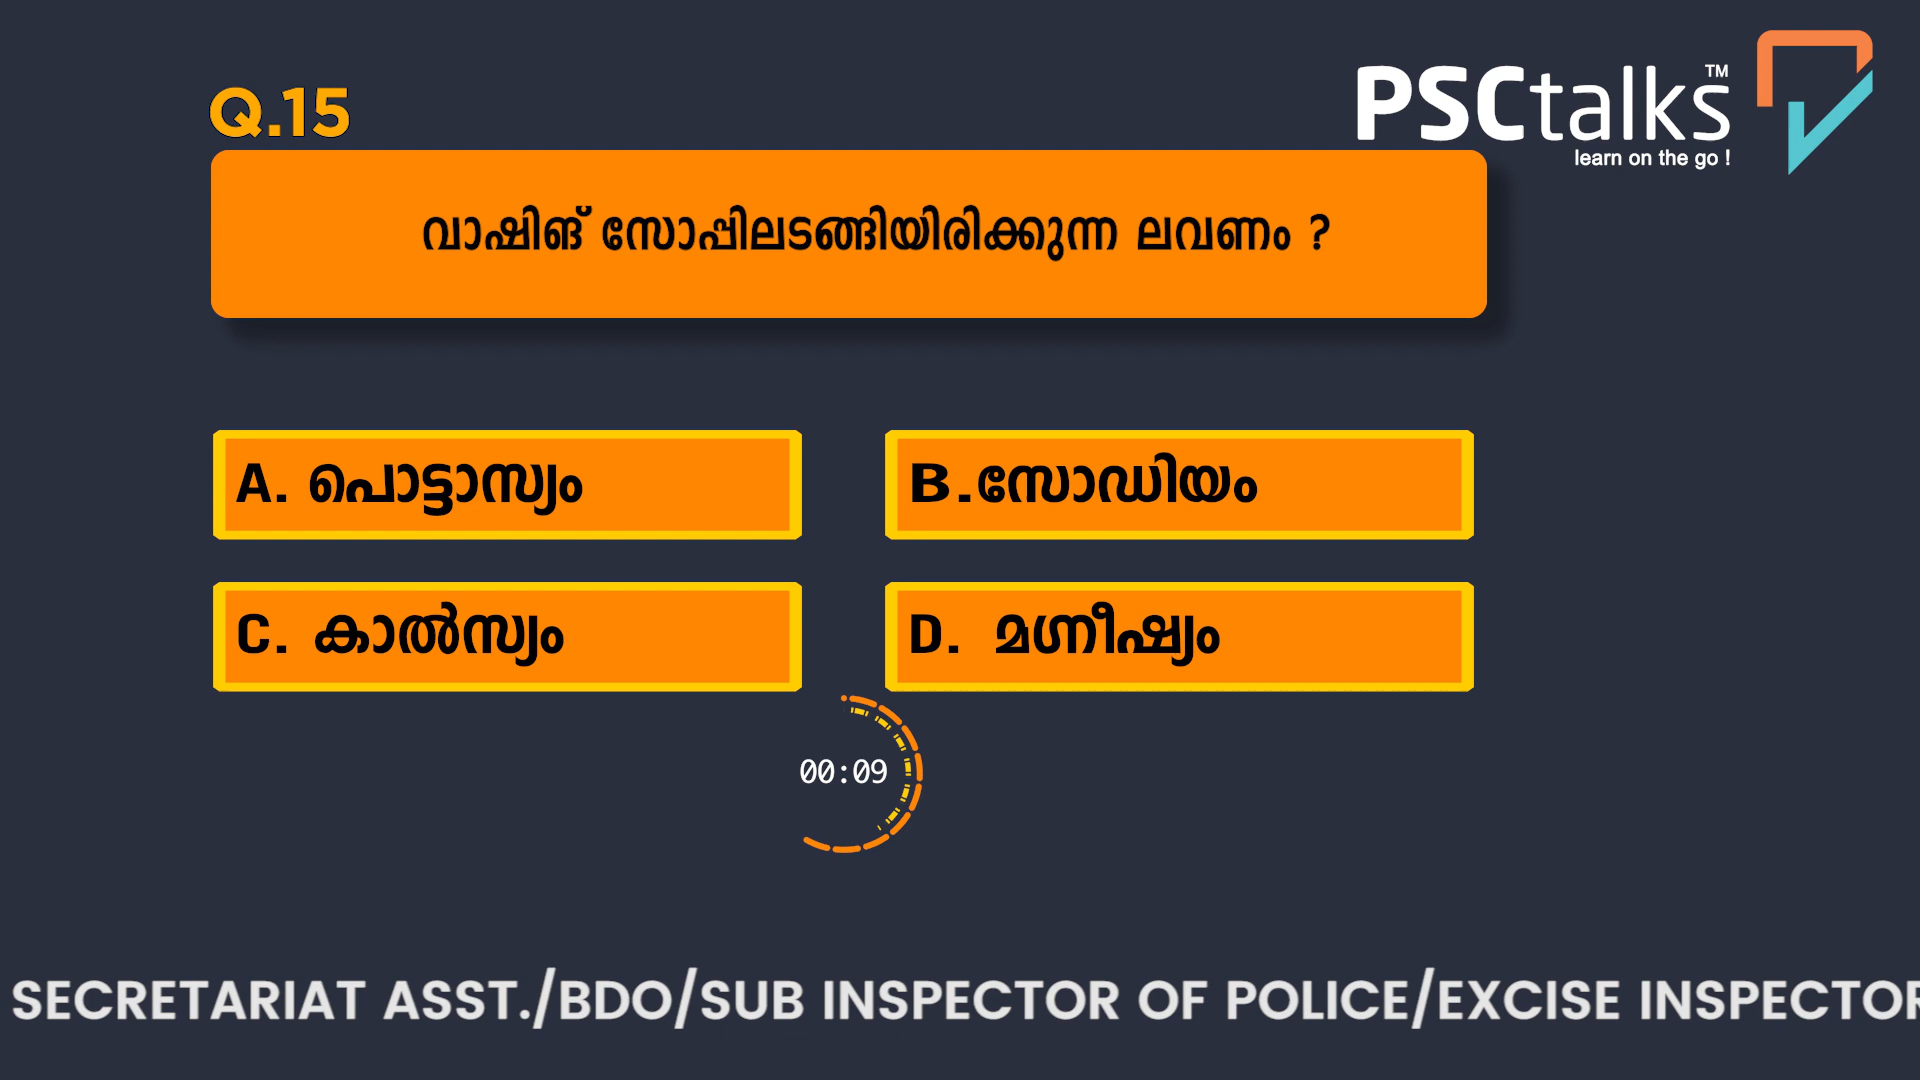 Q.15
PSCtalks™
learn on the go !
വാഷിങ് സോപ്പിലടങ്ങിയിരിക്കുന്ന ലവണം ?
A. പൊട്ടാസ്യം
B.സോഡിയം
C. കാൽസ്യം
D. മഗ്നീഷ്യം
00:09
SECRETARIAT ASST./BDO/SUB INSPECTOR OF POLICE/EXCISE INSPECTOR